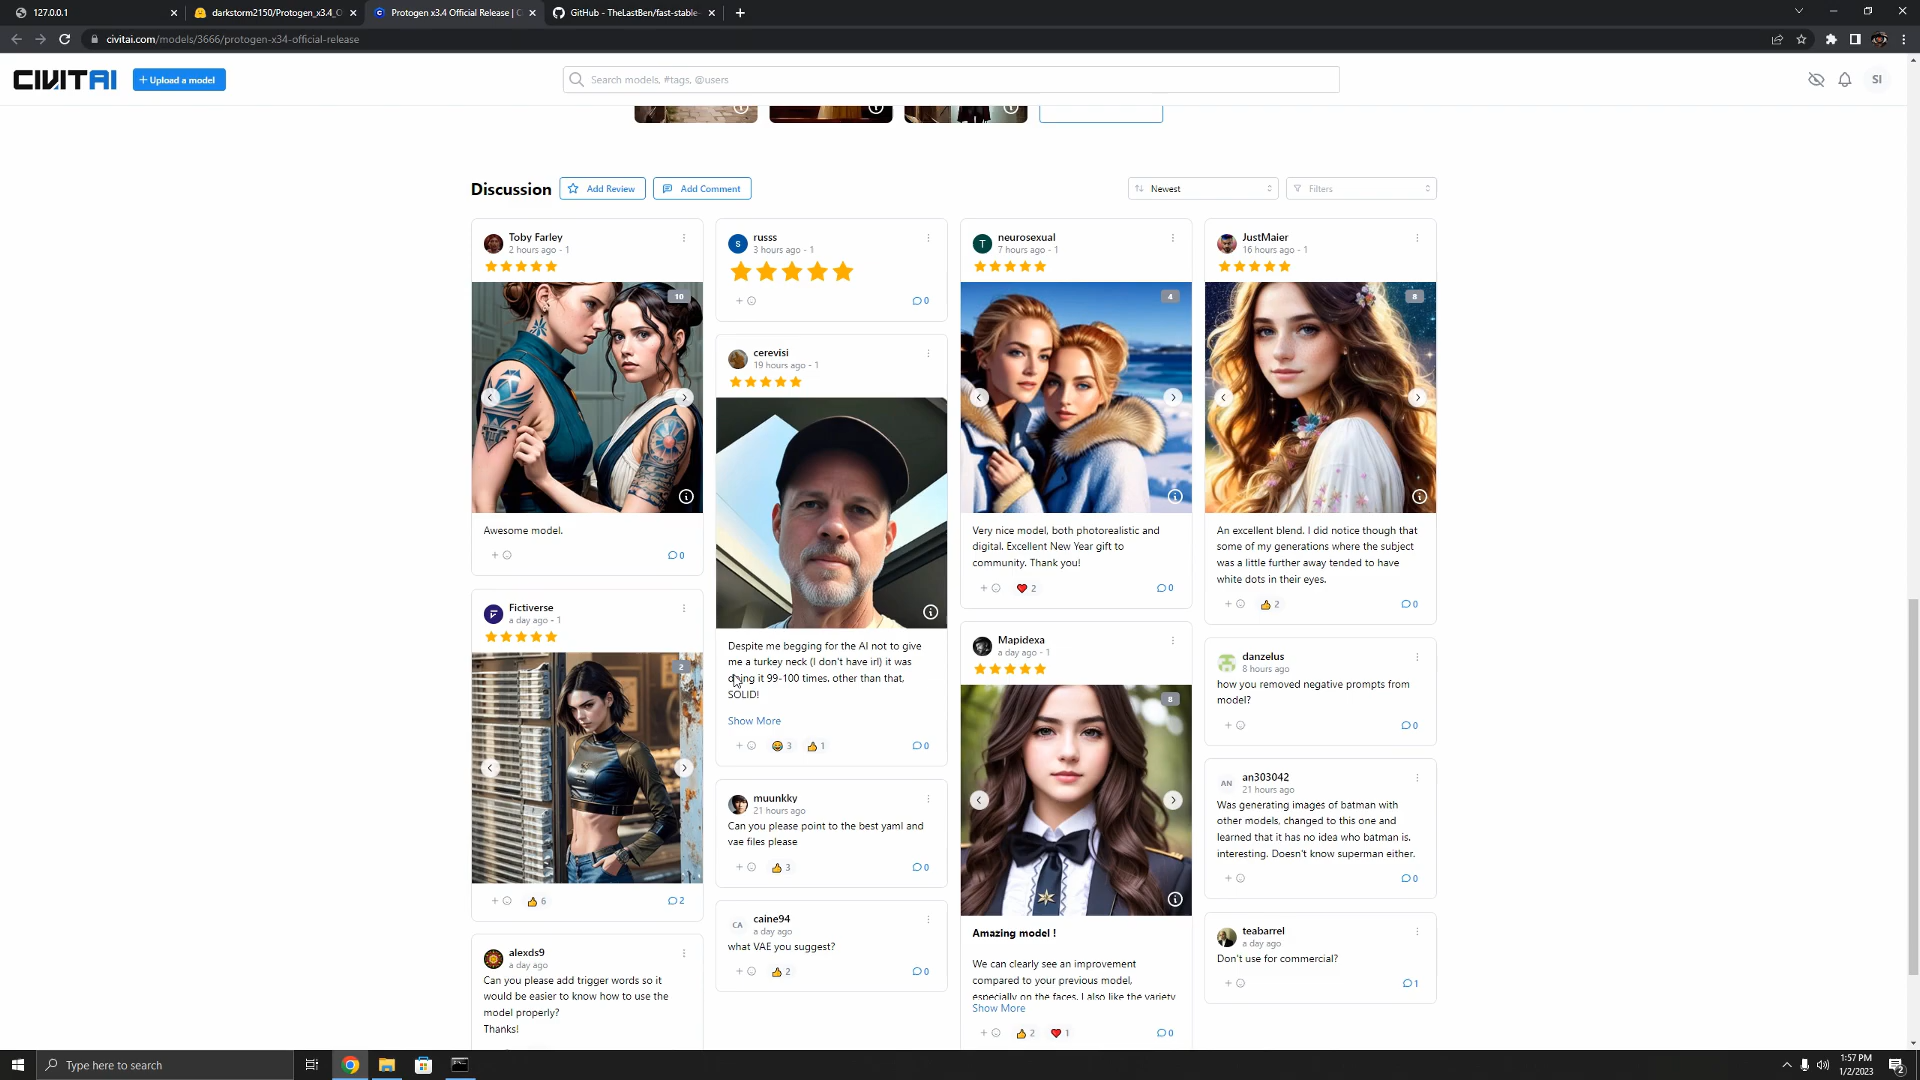 127.0.0.1
darkstorm2150/Protogen_x3.4_O
Protogen x3.4 Official Release | C
GitHub - TheLastBen/fast-stable-
civitai.com/models/3666/protogen-x34-official-release
CIVITAI
+ Upload a model
Search models, #tags, @users
SI
Discussion
Add Review
Add Comment
Newest
Filters
Toby Farley
2 hours ago - 1
10
Awesome model.
0
Fictiverse
a day ago - 1
2
6
2
alexds9
a day ago
Can you please add trigger words so it
would be easier to know how to use the
model properly?
Thanks!
S
russs
3 hours ago - 1
0
cerevisi
19 hours ago - 1
Despite me begging for the AI not to give
me a turkey neck (I don't have irl) it was
doing it 99-100 times. other than that,
SOLID!
Show More
3
1
0
muunkky
21 hours ago
Can you please point to the best yaml and
vae files please
3
0
CA
caine94
a day ago
what VAE you suggest?
2
0
T
neurosexual
7 hours ago - 1
4
Very nice model, both photorealistic and
digital. Excellent New Year gift to
community. Thank you!
2
0
Mapidexa
a day ago - 1
8
Amazing model !
We can clearly see an improvement
compared to your previous model,
especially on the faces. I also like the variety
Show More
2
1
0
JustMaier
16 hours ago - 1
8
An excellent blend. I did notice though that
some of my generations where the subject
was a little further away tended to have
white dots in their eyes.
2
0
danzelus
8 hours ago
how you removed negative prompts from
model?
0
AN
an303042
21 hours ago
Was generating images of batman with
other models, changed to this one and
learned that it has no idea who batman is.
interesting. Doesn't know superman either.
0
teabarrel
a day ago
Don't use for commercial?
1
Type here to search
1:57 PM
1/2/2023
2